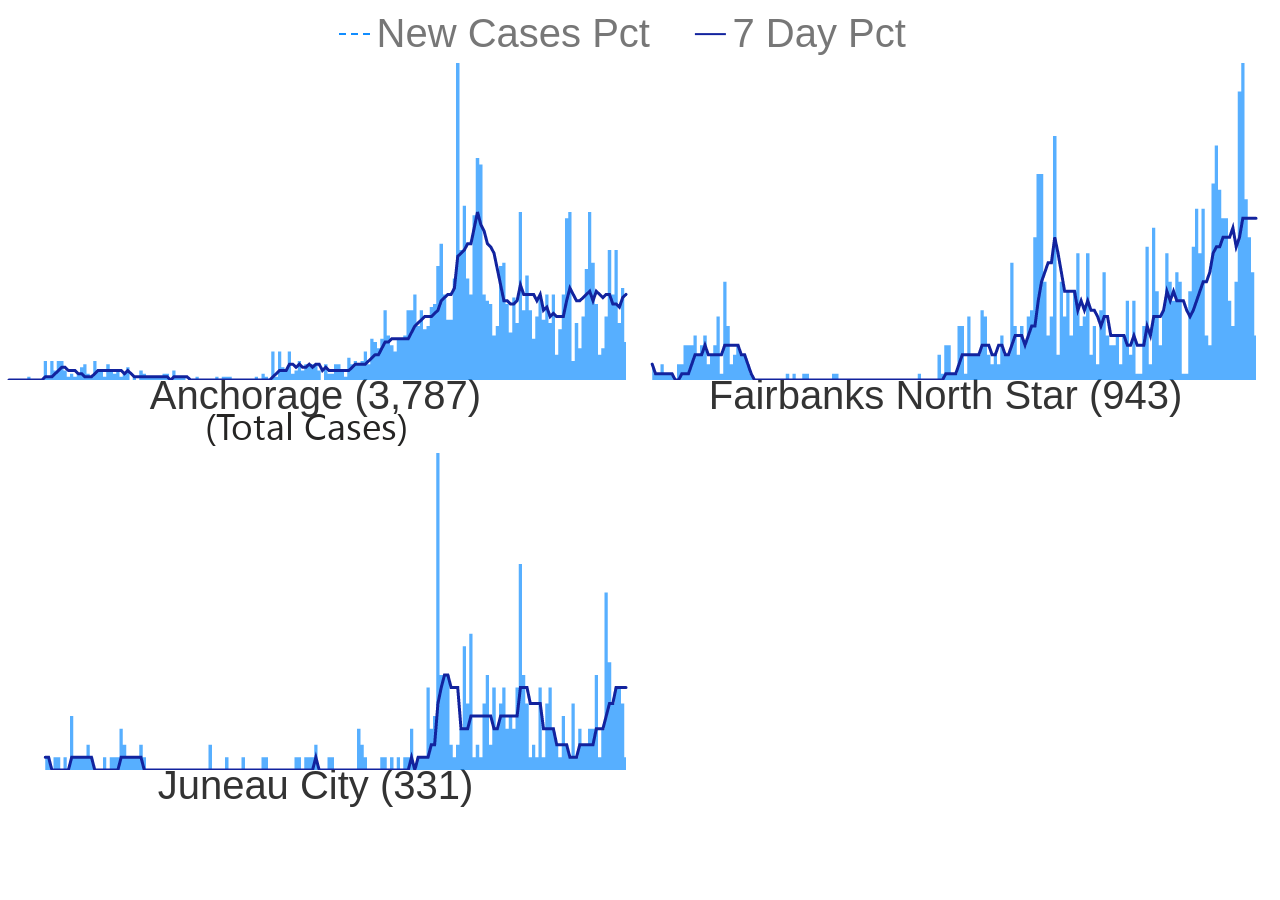 New Cases Pct 7 Day Pct
Anchorage (3,787)
(Total Cases)
Fairbanks North Star (943)
Juneau City (331)